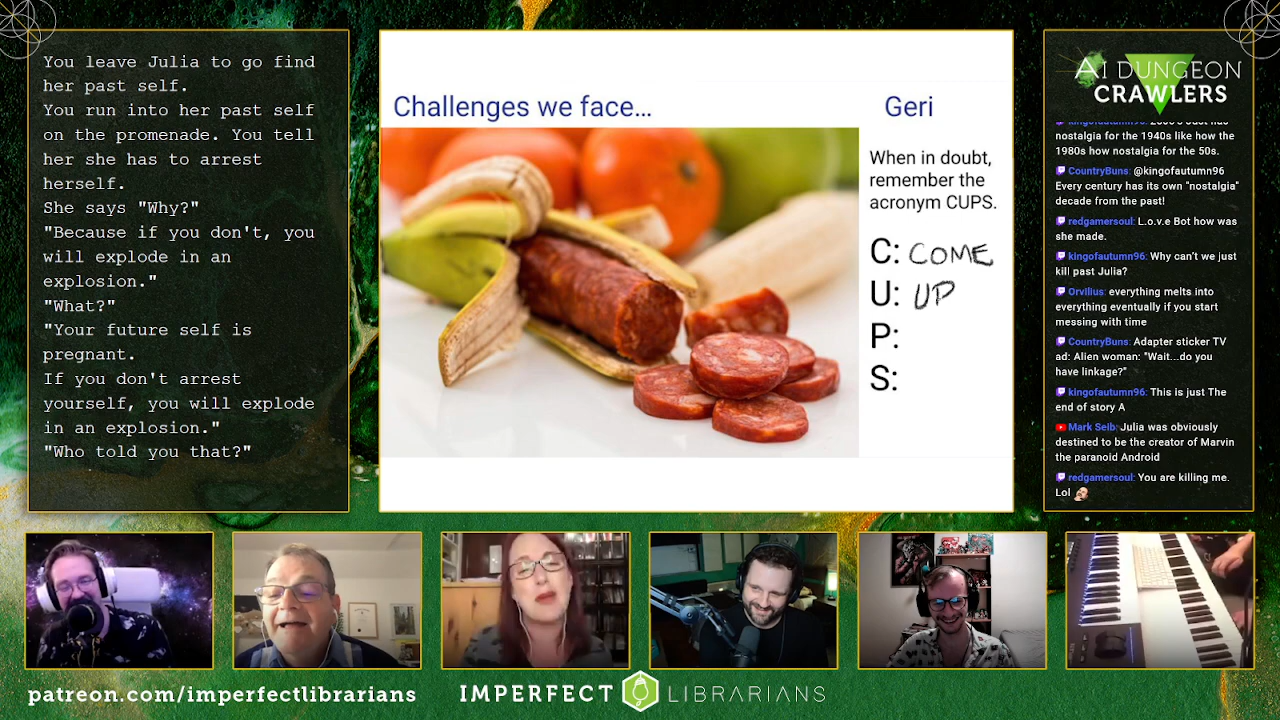 You leave Julia to go find
her past self.
You run into her past self
on the promenade. You tell
her she has to arrest
herself.
She says "Why?"
"Because if you don't, you
will explode in an
explosion."
"What?"
"Your future self is
pregnant.
If you don't arrest
yourself, you will explode
in an explosion."
"Who told you that?"
Challenges we face…
Geri
When in doubt,
remember the
acronym CUPS.
C: COME
U: UP
P:
S:
AI DUNGEON
CRAWLERS
nostalgia for the 1940s like how the
1980s how nostalgia for the 50s.
CountryBuns: @kingofautumn96
Every century has its own "nostalgia"
decade from the past!
redgamersoul: L.o.v.e Bot how was
she made.
kingofautumn96: Why can't we just
kill past Julia?
Orvilius: everything melts into
everything eventually if you start
messing with time
CountryBuns: Adapter sticker TV
ad: Alien woman: "Wait...do you
have linkage?"
kingofautumn96: This is just The
end of story A
Mark Seib: Julia was obviously
destined to be the creator of Marvin
the paranoid Android
redgamersoul: You are killing me.
Lol
patreon.com/imperfectlibrarians
IMPERFECT LIBRARIANS